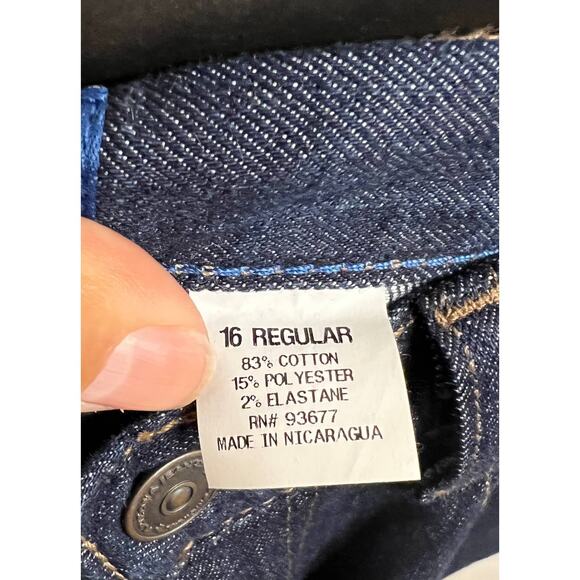 16 REGULAR
83% COTTON
15% POLYESTER
2% ELASTANE
RN# 93677
MADE IN NICARAGUA